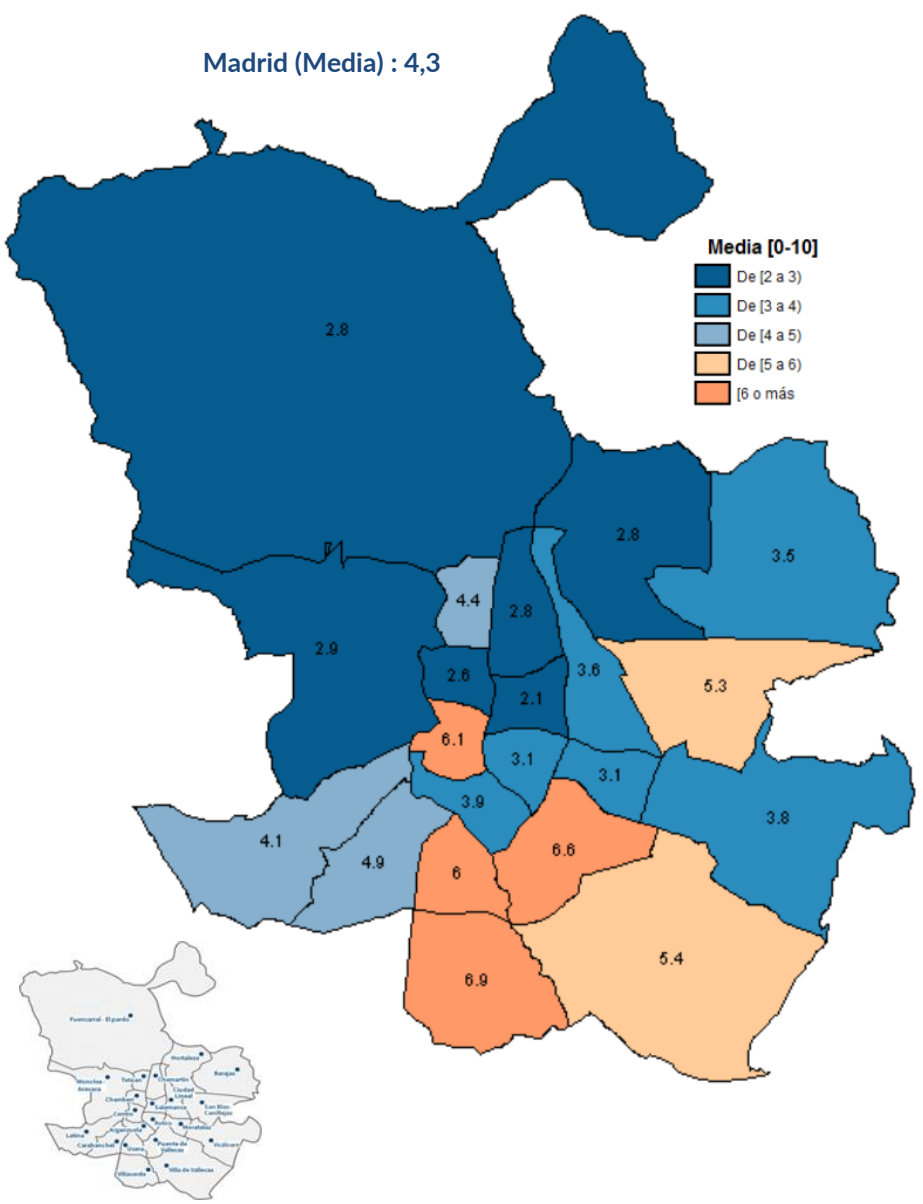 Madrid (Media) : 4,3
Media [0-10]
De [2 a 3)
De [3 a 4)
De [4 a 5)
De [5 a 6)
[6 o más
2.8
2.8
3.5
4.4
2.8
2.9
3.6
2.6
5.3
2.1
6.1
3.1
3.1
3.9
3.8
4.1
6.6
4.9
6
5.4
6.9
Fuencarral - El pardo
Hortaleza
Barajas
Moncloa -
Aravaca
Tetuan
Chamartín
Ciudad
Lineal
Chamberí
Salamanca
San Blas-
Canillejas
Centro
Retiro
Moratalaz
Arganzuela
Latina
Carabanchel
Usera
Puente de
Vallecas
Vicálvaro
Villaverde
Villa de Vallecas